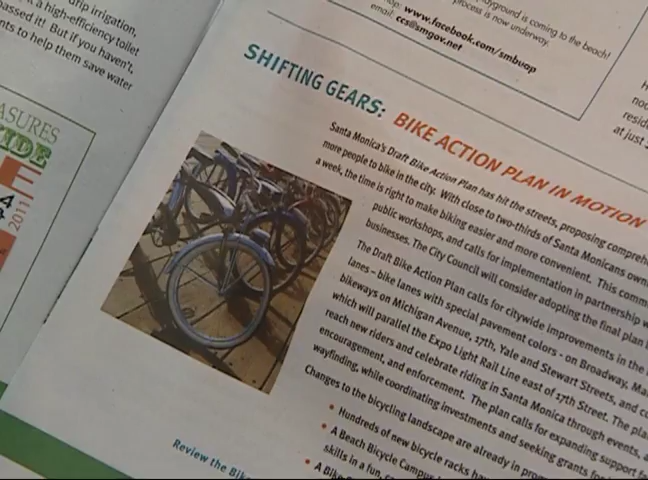 drip irrigation,
a high-efficiency toilet
passed it! But if you haven't,
nts to help them save water
ASURES
IDE
E
4
2011
playground is coming to the beach!
process is now underway.
www.facebook.com/smbuap
email: ccs@smgov.net
resid
at just
SHIFTING GEARS: BIKE ACTION PLAN IN MOTION
Santa Monica's Draft Bike Action Plan has hit the streets, proposing compreh
more people to bike in the city. With close to two-thirds of Santa Monicans own
a week, the time is right to make biking easier and more convenient. This comm
public workshops, and calls for implementation in partnership w
businesses. The City Council will consider adopting the final plan
The Draft Bike Action Plan calls for citywide improvements in the
lanes – bike lanes with special pavement colors - on Broadway, Ma
bikeways on Michigan Avenue, 17th, Yale and Stewart Streets, and co
which will parallel the Expo Light Rail Line east of 17th Street. The pla
reach new riders and celebrate riding in Santa Monica through events, a
encouragement, and enforcement. The plan calls for expanding support f
wayfinding, while coordinating investments and seeking grants for
Changes to the bicycling landscape are already in prog
• Hundreds of new bicycle racks ha
• A Beach Bicycle Campus
skills in a fun, ca
• A Bike
Review the Bike